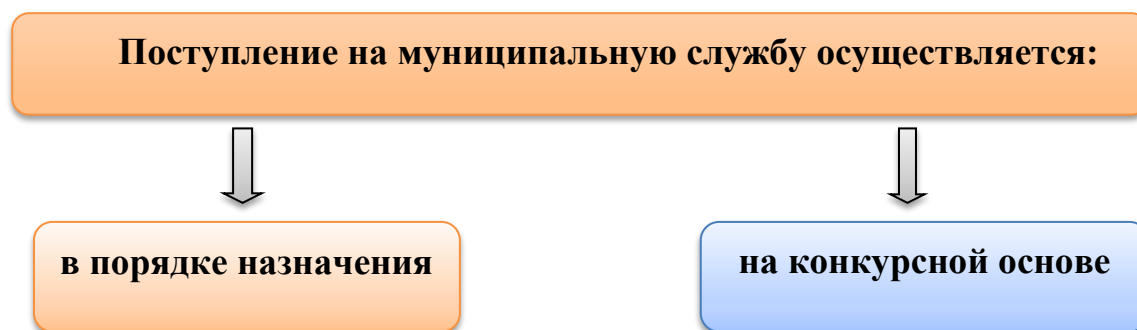 Поступление на муниципальную службу осуществляется:
в порядке назначения
на конкурсной основе